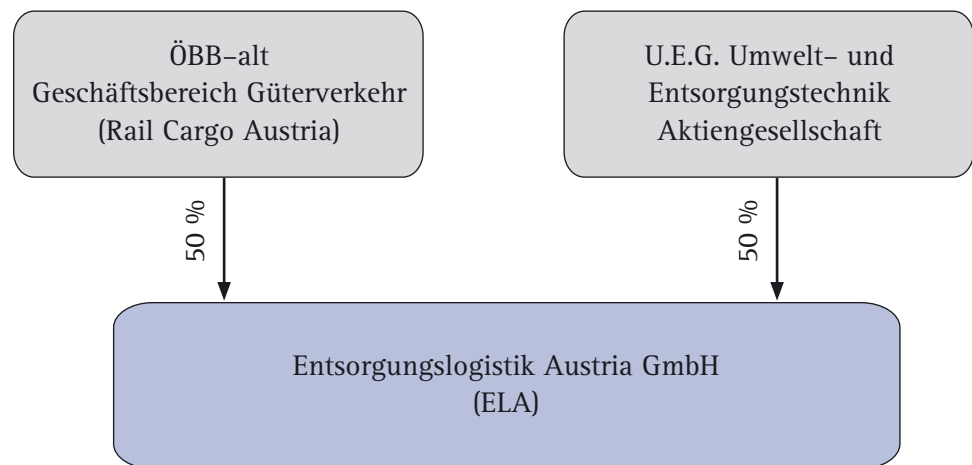 ÖBB-alt
Geschäftsbereich Güterverkehr
(Rail Cargo Austria)
U.E.G. Umwelt- und
Entsorgungstechnik
Aktiengesellschaft
50 %
50 %
Entsorgungslogistik Austria GmbH
(ELA)